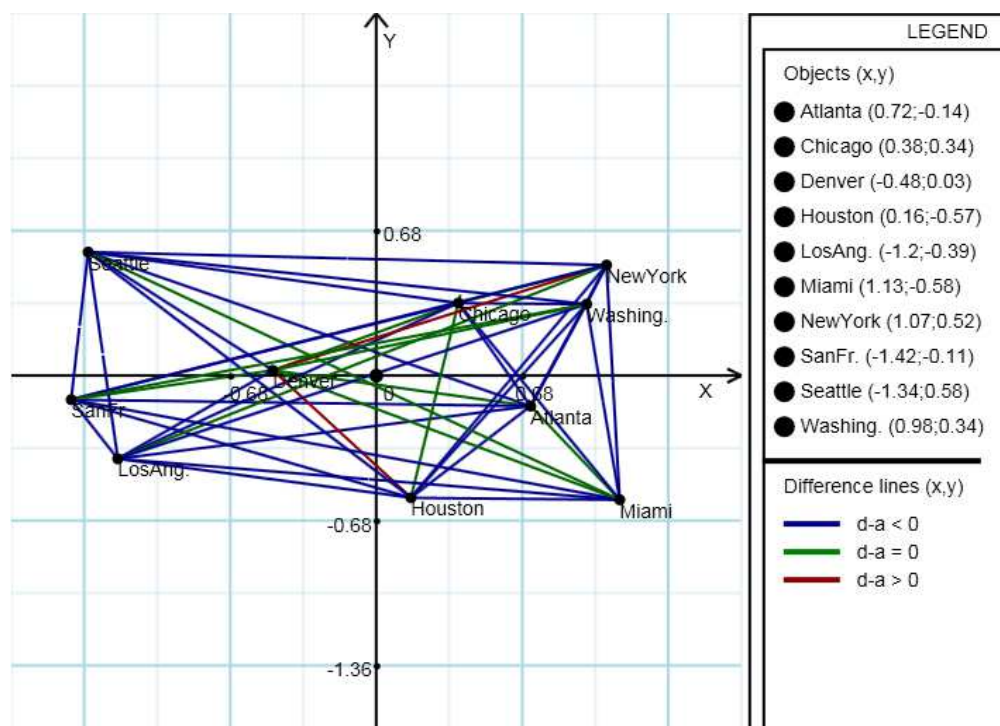 Y
0.68
Seattle
NewYork
Chicago
Washing.
Denver
-0.68
0
0.68
X
SanFr.
Atlanta
LosAng.
Houston
Miami
-0.68
-1.36
LEGEND
Objects (x,y)
Atlanta (0.72;-0.14)
Chicago (0.38;0.34)
Denver (-0.48;0.03)
Houston (0.16;-0.57)
LosAng. (-1.2;-0.39)
Miami (1.13;-0.58)
NewYork (1.07;0.52)
SanFr. (-1.42;-0.11)
Seattle (-1.34;0.58)
Washing. (0.98;0.34)
Difference lines (x,y)
d-a < 0
d-a = 0
d-a > 0